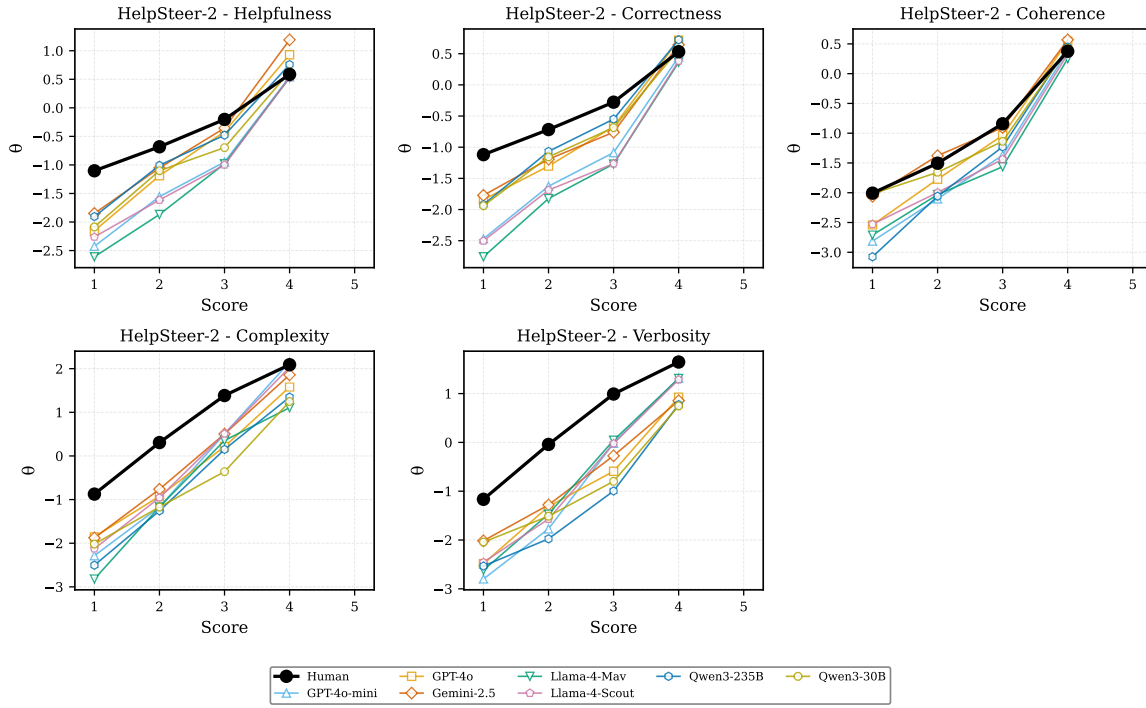 HelpSteer-2 - Helpfulness
HelpSteer-2 - Correctness
HelpSteer-2 - Coherence
1.0
0.5
0.0
−0.5
−1.0
−1.5
−2.0
−2.5
θ
1 2 3 4 5
Score
0.5
0.0
−0.5
−1.0
−1.5
−2.0
−2.5
θ
1 2 3 4 5
Score
0.5
0.0
−0.5
−1.0
−1.5
−2.0
−2.5
−3.0
θ
1 2 3 4 5
Score
HelpSteer-2 - Complexity
HelpSteer-2 - Verbosity
2
1
0
−1
−2
−3
θ
1 2 3 4 5
Score
1
0
−1
−2
−3
θ
1 2 3 4 5
Score
Human GPT-4o Llama-4-Mav Qwen3-235B Qwen3-30B
GPT-4o-mini Gemini-2.5 Llama-4-Scout